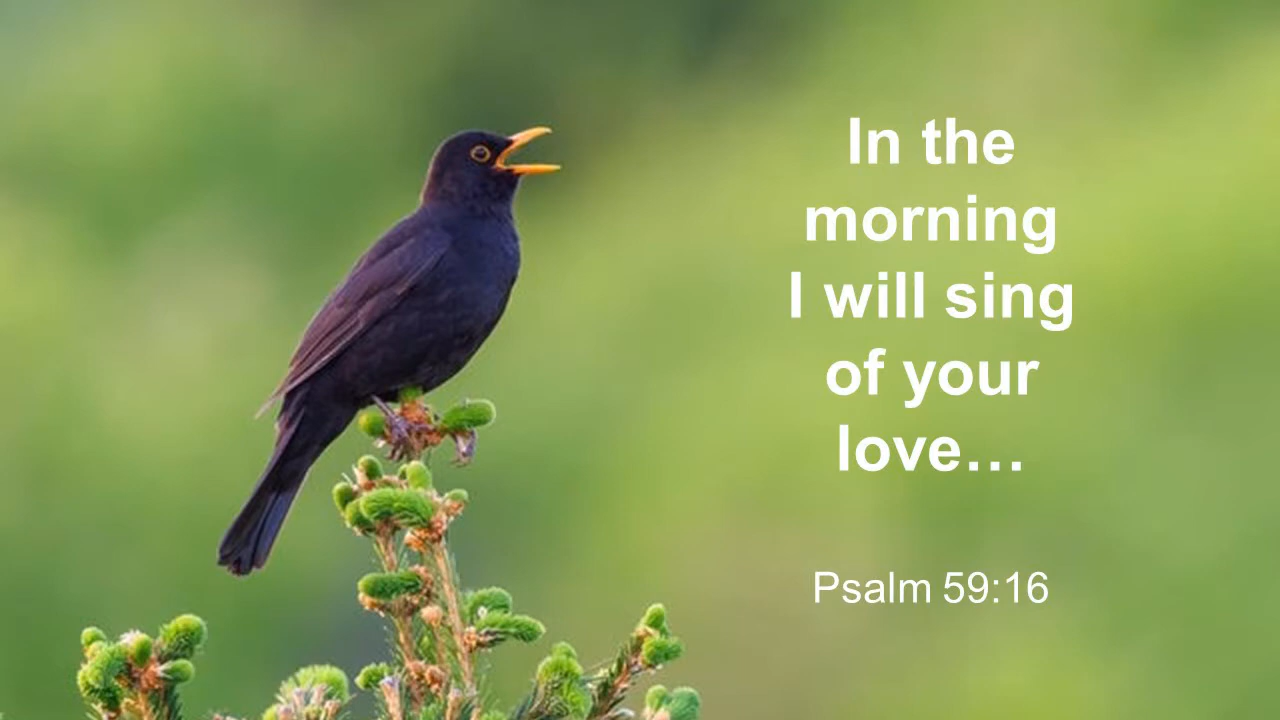 In the
morning
I will sing
of your
love…
Psalm 59:16